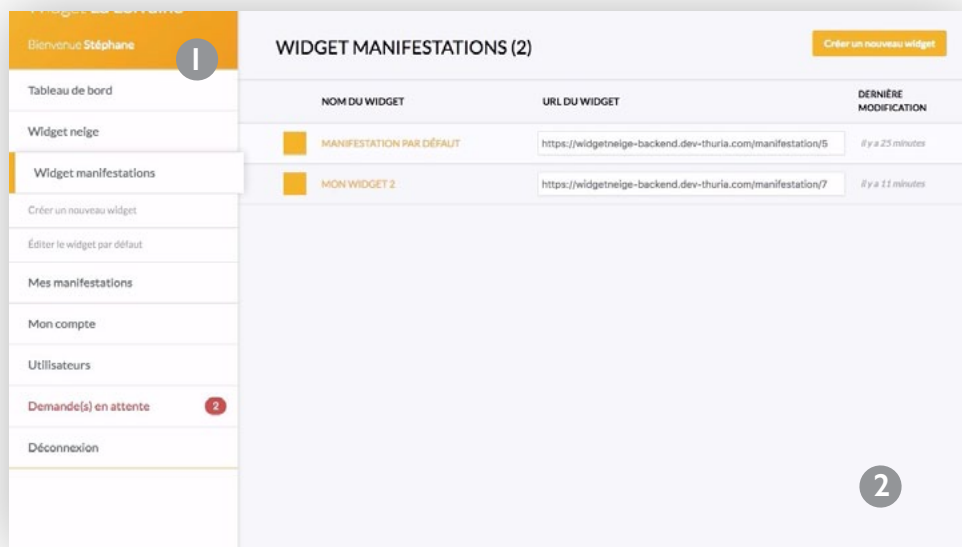 Bienvenue Stéphane
1
Tableau de bord
Widget neige
Widget manifestations
Créer un nouveau widget
Éditer le widget par défaut
Mes manifestations
Mon compte
Utilisateurs
Demande(s) en attente 2
Déconnexion
WIDGET MANIFESTATIONS (2)
Créer un nouveau widget
NOM DU WIDGET URL DU WIDGET DERNIÈRE
MODIFICATION
MANIFESTATION PAR DÉFAUT https://widgetneige-backend.dev-thuria.com/manifestation/5 Il y a 25 minutes
MON WIDGET 2 https://widgetneige-backend.dev-thuria.com/manifestation/7 Il y a 11 minutes
2